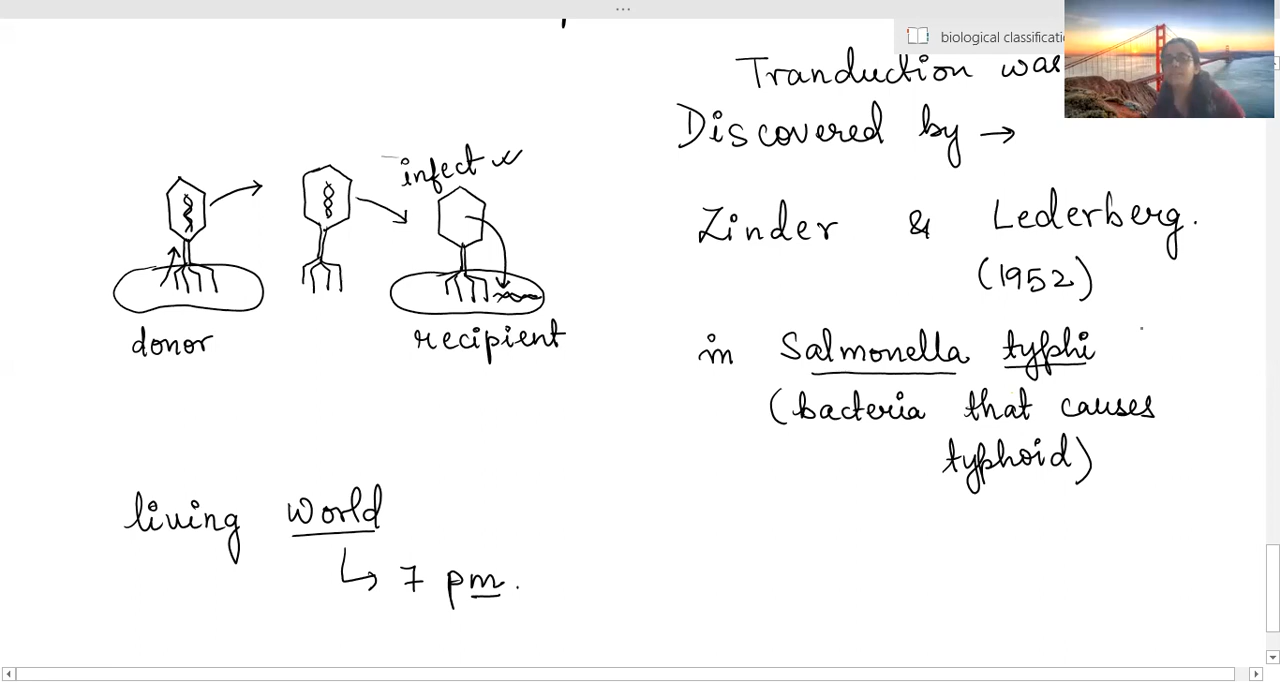 biological classificati
Tranduction was
Discovered by →
Zinder & Lederberg.
(1952)
in Salmonella typhi
(bacteria that causes
typhoid)
infect
donor
recipient
living world
↳ 7 pm.